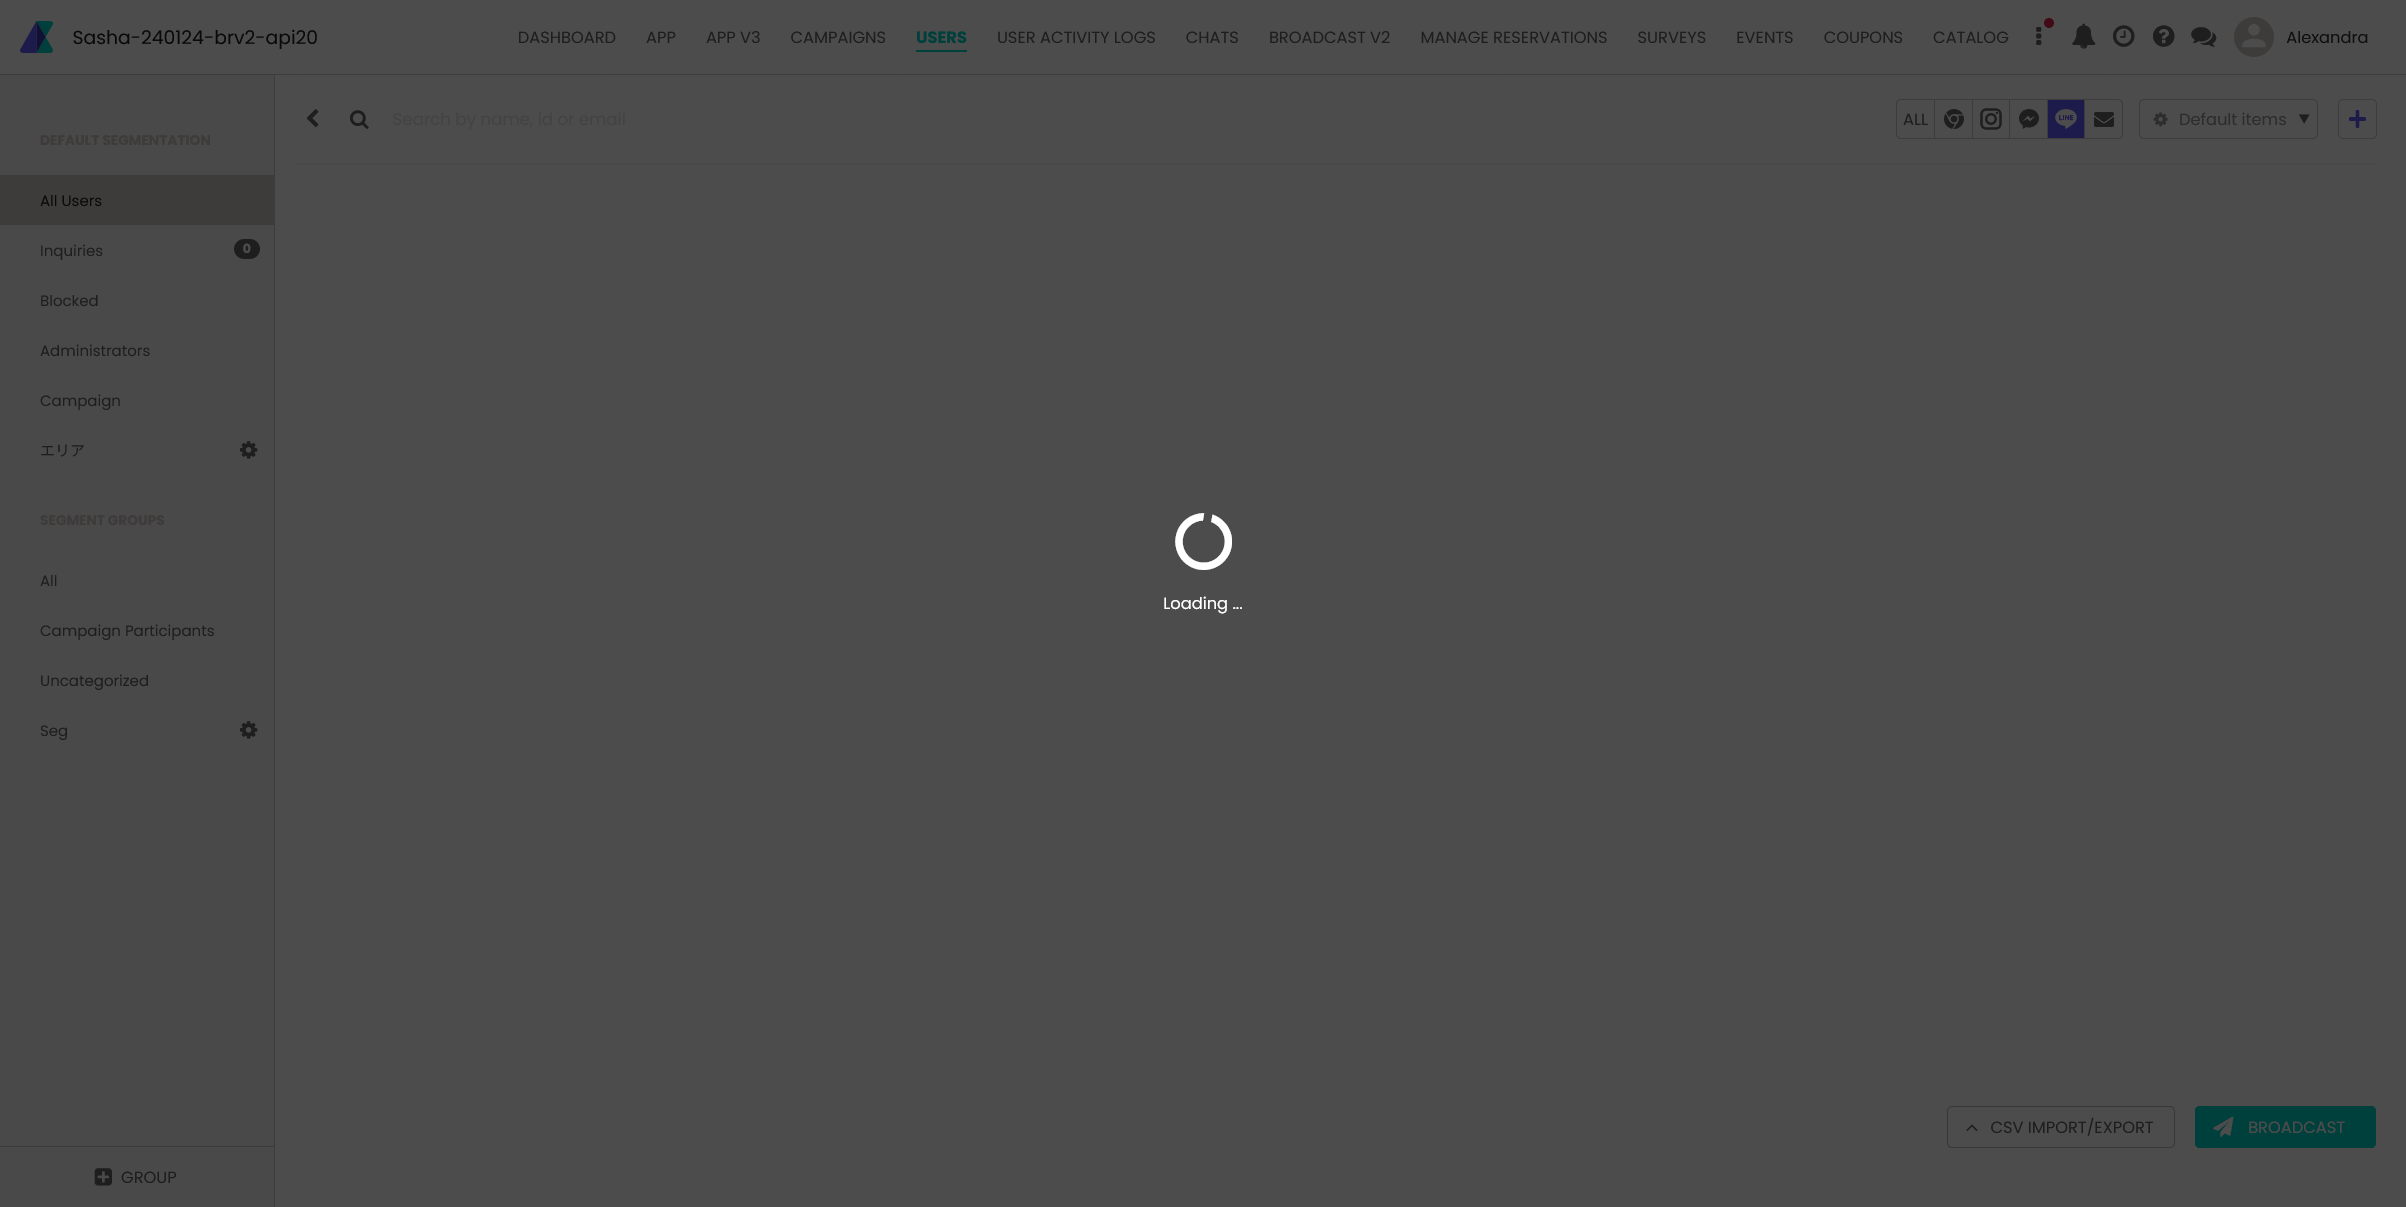 Sasha-240124-brv2-api20
DASHBOARD
APP
APP V3
CAMPAIGNS
USERS
USER ACTIVITY LOGS
CHATS
BROADCAST V2
MANAGE RESERVATIONS
SURVEYS
EVENTS
COUPONS
CATALOG
Alexandra
DEFAULT SEGMENTATION
All Users
Inquiries
0
Blocked
Administrators
Campaign
エリア
SEGMENT GROUPS
All
Campaign Participants
Uncategorized
Seg
GROUP
Search by name, id or email
ALL
LINE
Default items
Loading ...
CSV IMPORT/EXPORT
BROADCAST